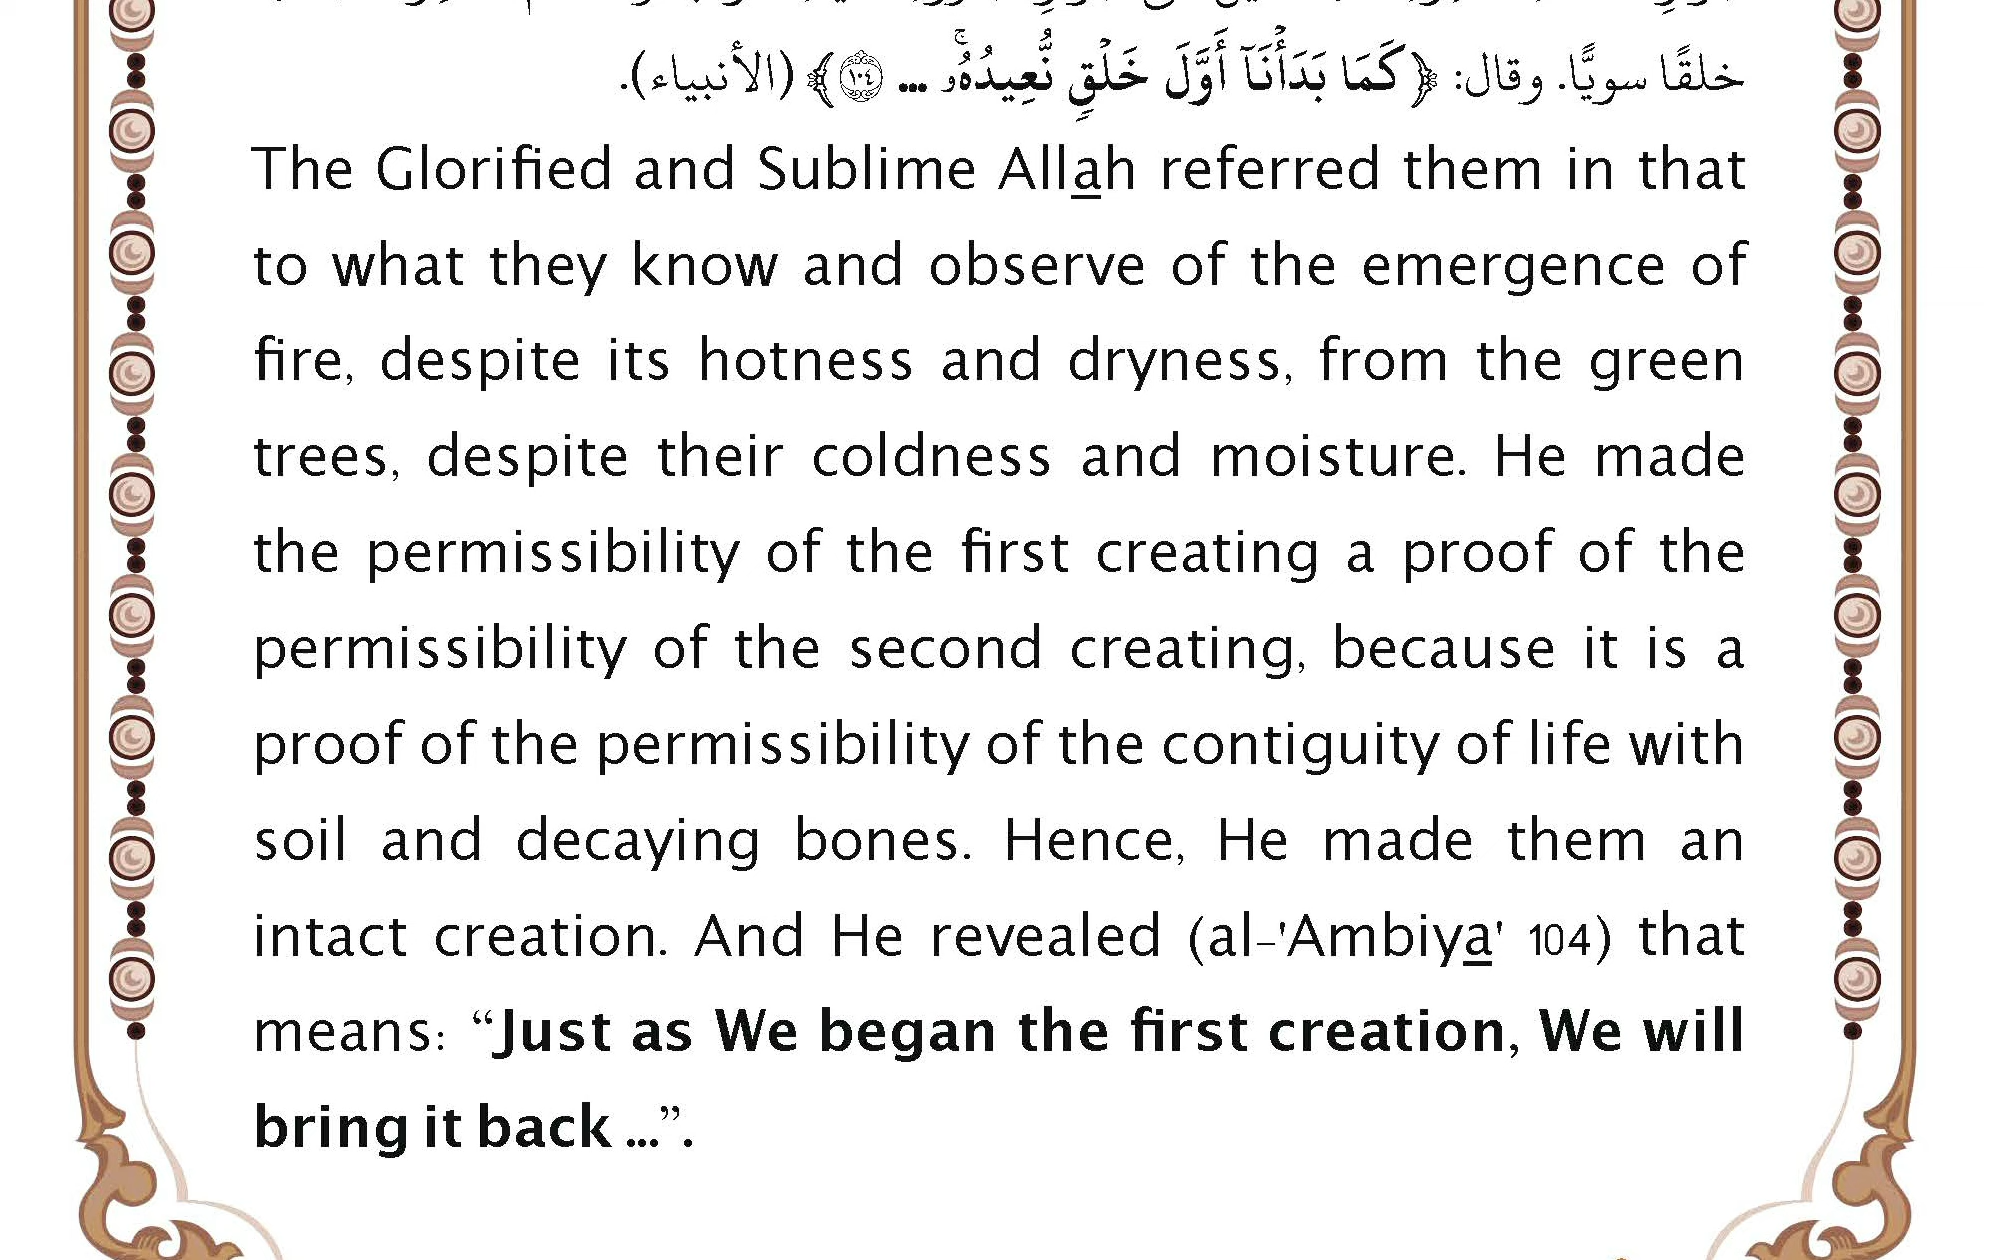 خلقًا سويًّا. وقال: ﴿كَمَا بَدَأۡنَآ أَوَّلَ خَلۡقٖ نُّعِيدُهُۥۚ ... ١٠٤﴾ (الأنبياء).
The Glorified and Sublime Allah referred them in that
to what they know and observe of the emergence of
fire, despite its hotness and dryness, from the green
trees, despite their coldness and moisture. He made
the permissibility of the first creating a proof of the
permissibility of the second creating, because it is a
proof of the permissibility of the contiguity of life with
soil and decaying bones. Hence, He made them an
intact creation. And He revealed (al-'Ambiya' 104) that
means: “Just as We began the first creation, We will
bring it back ...”.